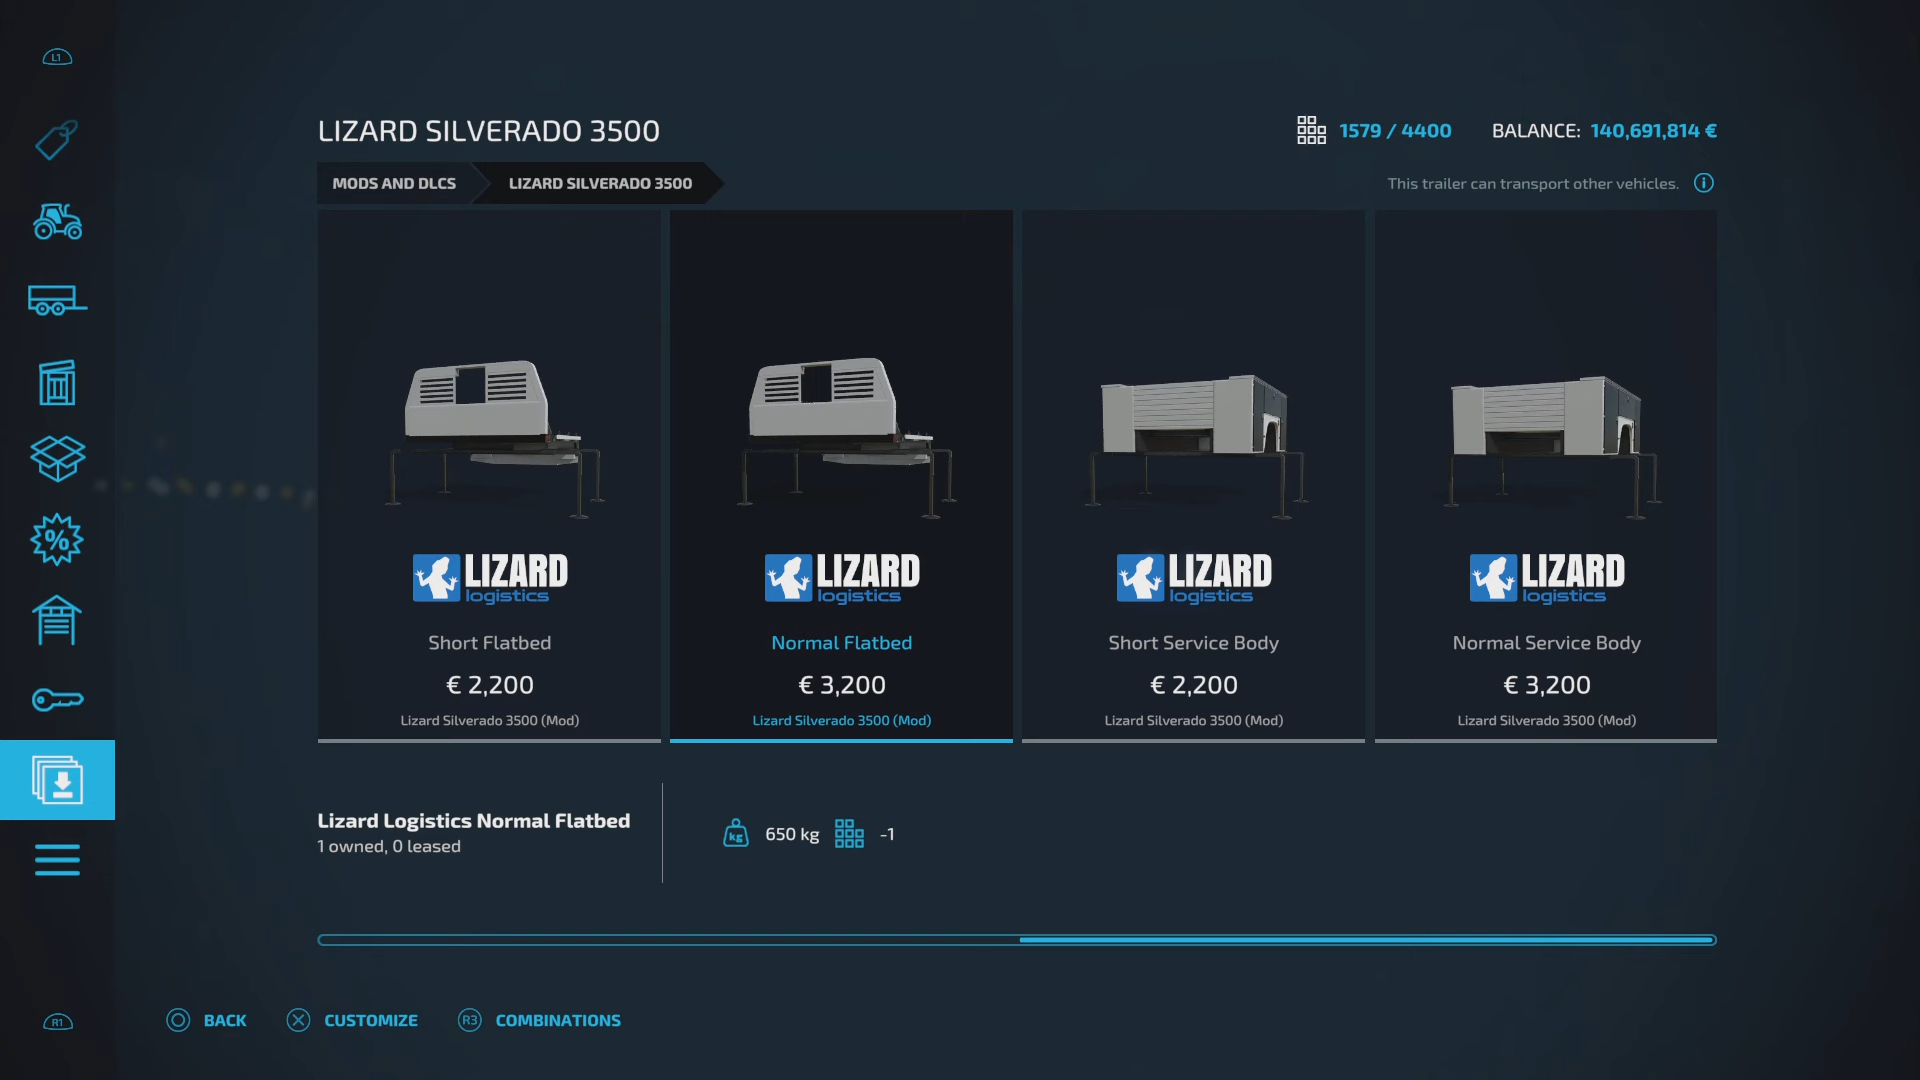 L1
LIZARD SILVERADO 3500
1579 / 4400
BALANCE: 140,691,814 €
MODS AND DLCS
LIZARD SILVERADO 3500
This trailer can transport other vehicles.
LIZARD
logistics
Short Flatbed
€ 2,200
Lizard Silverado 3500 (Mod)
LIZARD
logistics
Normal Flatbed
€ 3,200
Lizard Silverado 3500 (Mod)
LIZARD
logistics
Short Service Body
€ 2,200
Lizard Silverado 3500 (Mod)
LIZARD
logistics
Normal Service Body
€ 3,200
Lizard Silverado 3500 (Mod)
Lizard Logistics Normal Flatbed
1 owned, 0 leased
kg
650 kg
-1
%
R1
BACK
CUSTOMIZE
R3
COMBINATIONS